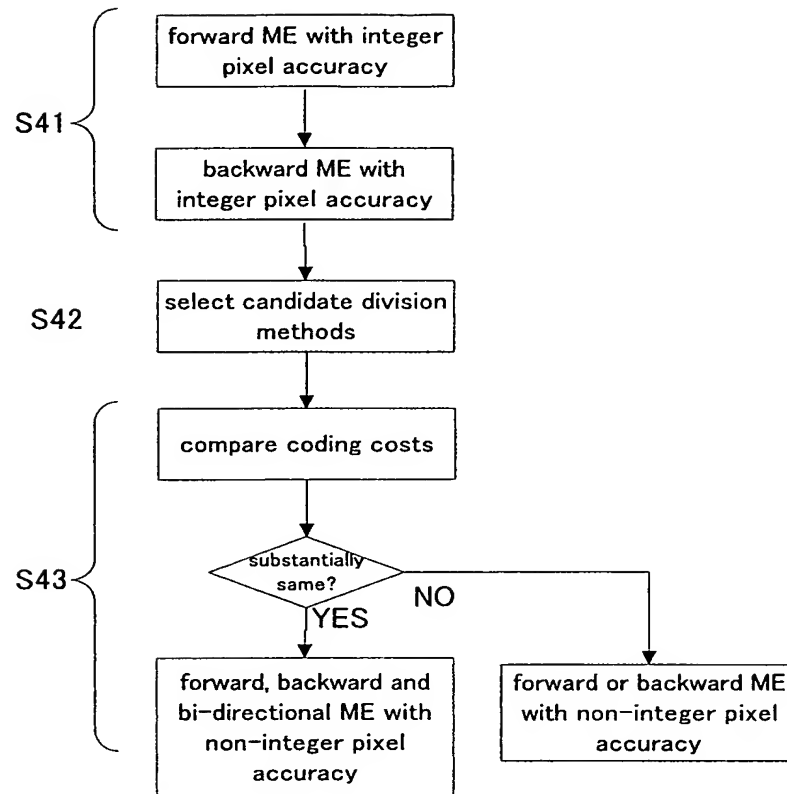 forward ME with integer
pixel accuracy
S41
backward ME with
integer pixel accuracy
select candidate division
methods
S42
compare coding costs
S43
substantially
same?
NO
YES
forward, backward and
bi-directional ME with
non-integer pixel
accuracy
forward or backward ME
with non-integer pixel
accuracy